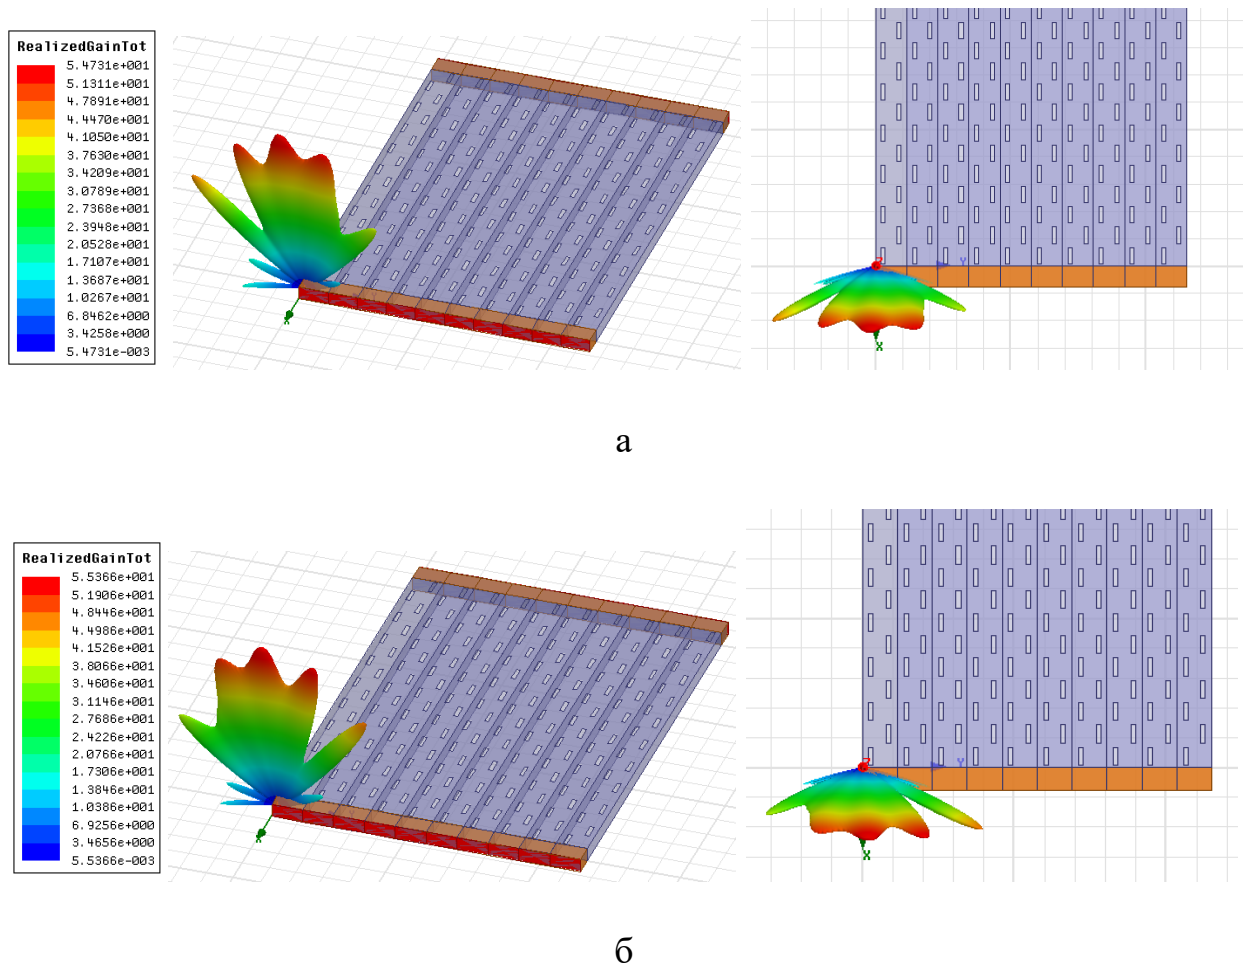 RealizedGainTot
5.4731e+001
5.1311e+001
4.7891e+001
4.4470e+001
4.1050e+001
3.7630e+001
3.4209e+001
3.0789e+001
2.7368e+001
2.3948e+001
2.0528e+001
1.7107e+001
1.3687e+001
1.0267e+001
6.8462e+000
3.4258e+000
5.4731e-003
X
Z
Y
X
а
RealizedGainTot
5.5366e+001
5.1906e+001
4.8446e+001
4.4986e+001
4.1526e+001
3.8066e+001
3.4606e+001
3.1146e+001
2.7686e+001
2.4226e+001
2.0766e+001
1.7306e+001
1.3846e+001
1.0386e+001
6.9256e+000
3.4656e+000
5.5366e-003
X
Z
Y
X
б